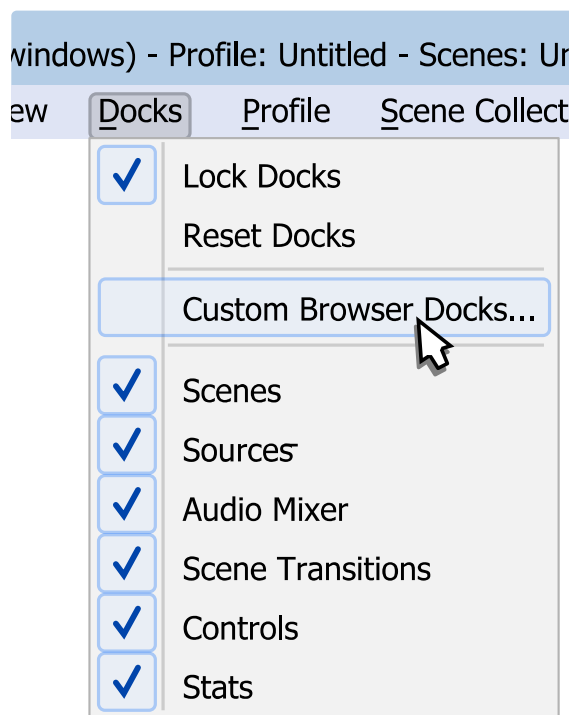 windows) - Profile: Untitled - Scenes: Un
ew Docks Profile Scene Collect
Lock Docks
Reset Docks
Custom Browser Docks...
Scenes
Sources
Audio Mixer
Scene Transitions
Controls
Stats